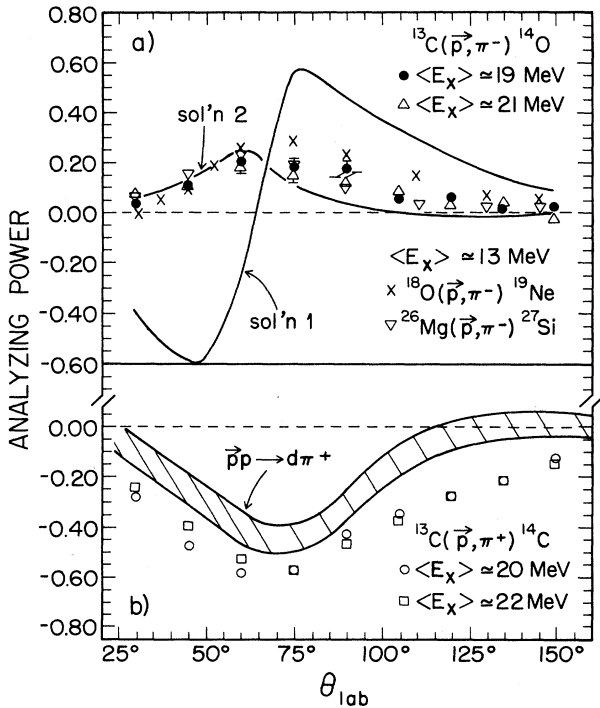 a)
¹³C(p⃗,π⁻)¹⁴O
● <Eₓ> ≃ 19 MeV
△ <Eₓ> ≃ 21 MeV
sol'n 2
<Eₓ> ≃ 13 MeV
× ¹⁸O(p⃗,π⁻)¹⁹Ne
▽ ²⁶Mg(p⃗,π⁻)²⁷Si
sol'n 1
0.80
0.60
0.40
0.20
0.00
-0.20
-0.40
-0.60
ANALYZING POWER
0.00
-0.20
-0.40
-0.60
-0.80
p⃗p → dπ+
¹³C(p⃗,π+)¹⁴C
○ <Eₓ> ≃ 20 MeV
□ <Eₓ> ≃ 22 MeV
b)
25° 50° 75° 100° 125° 150°
θlab